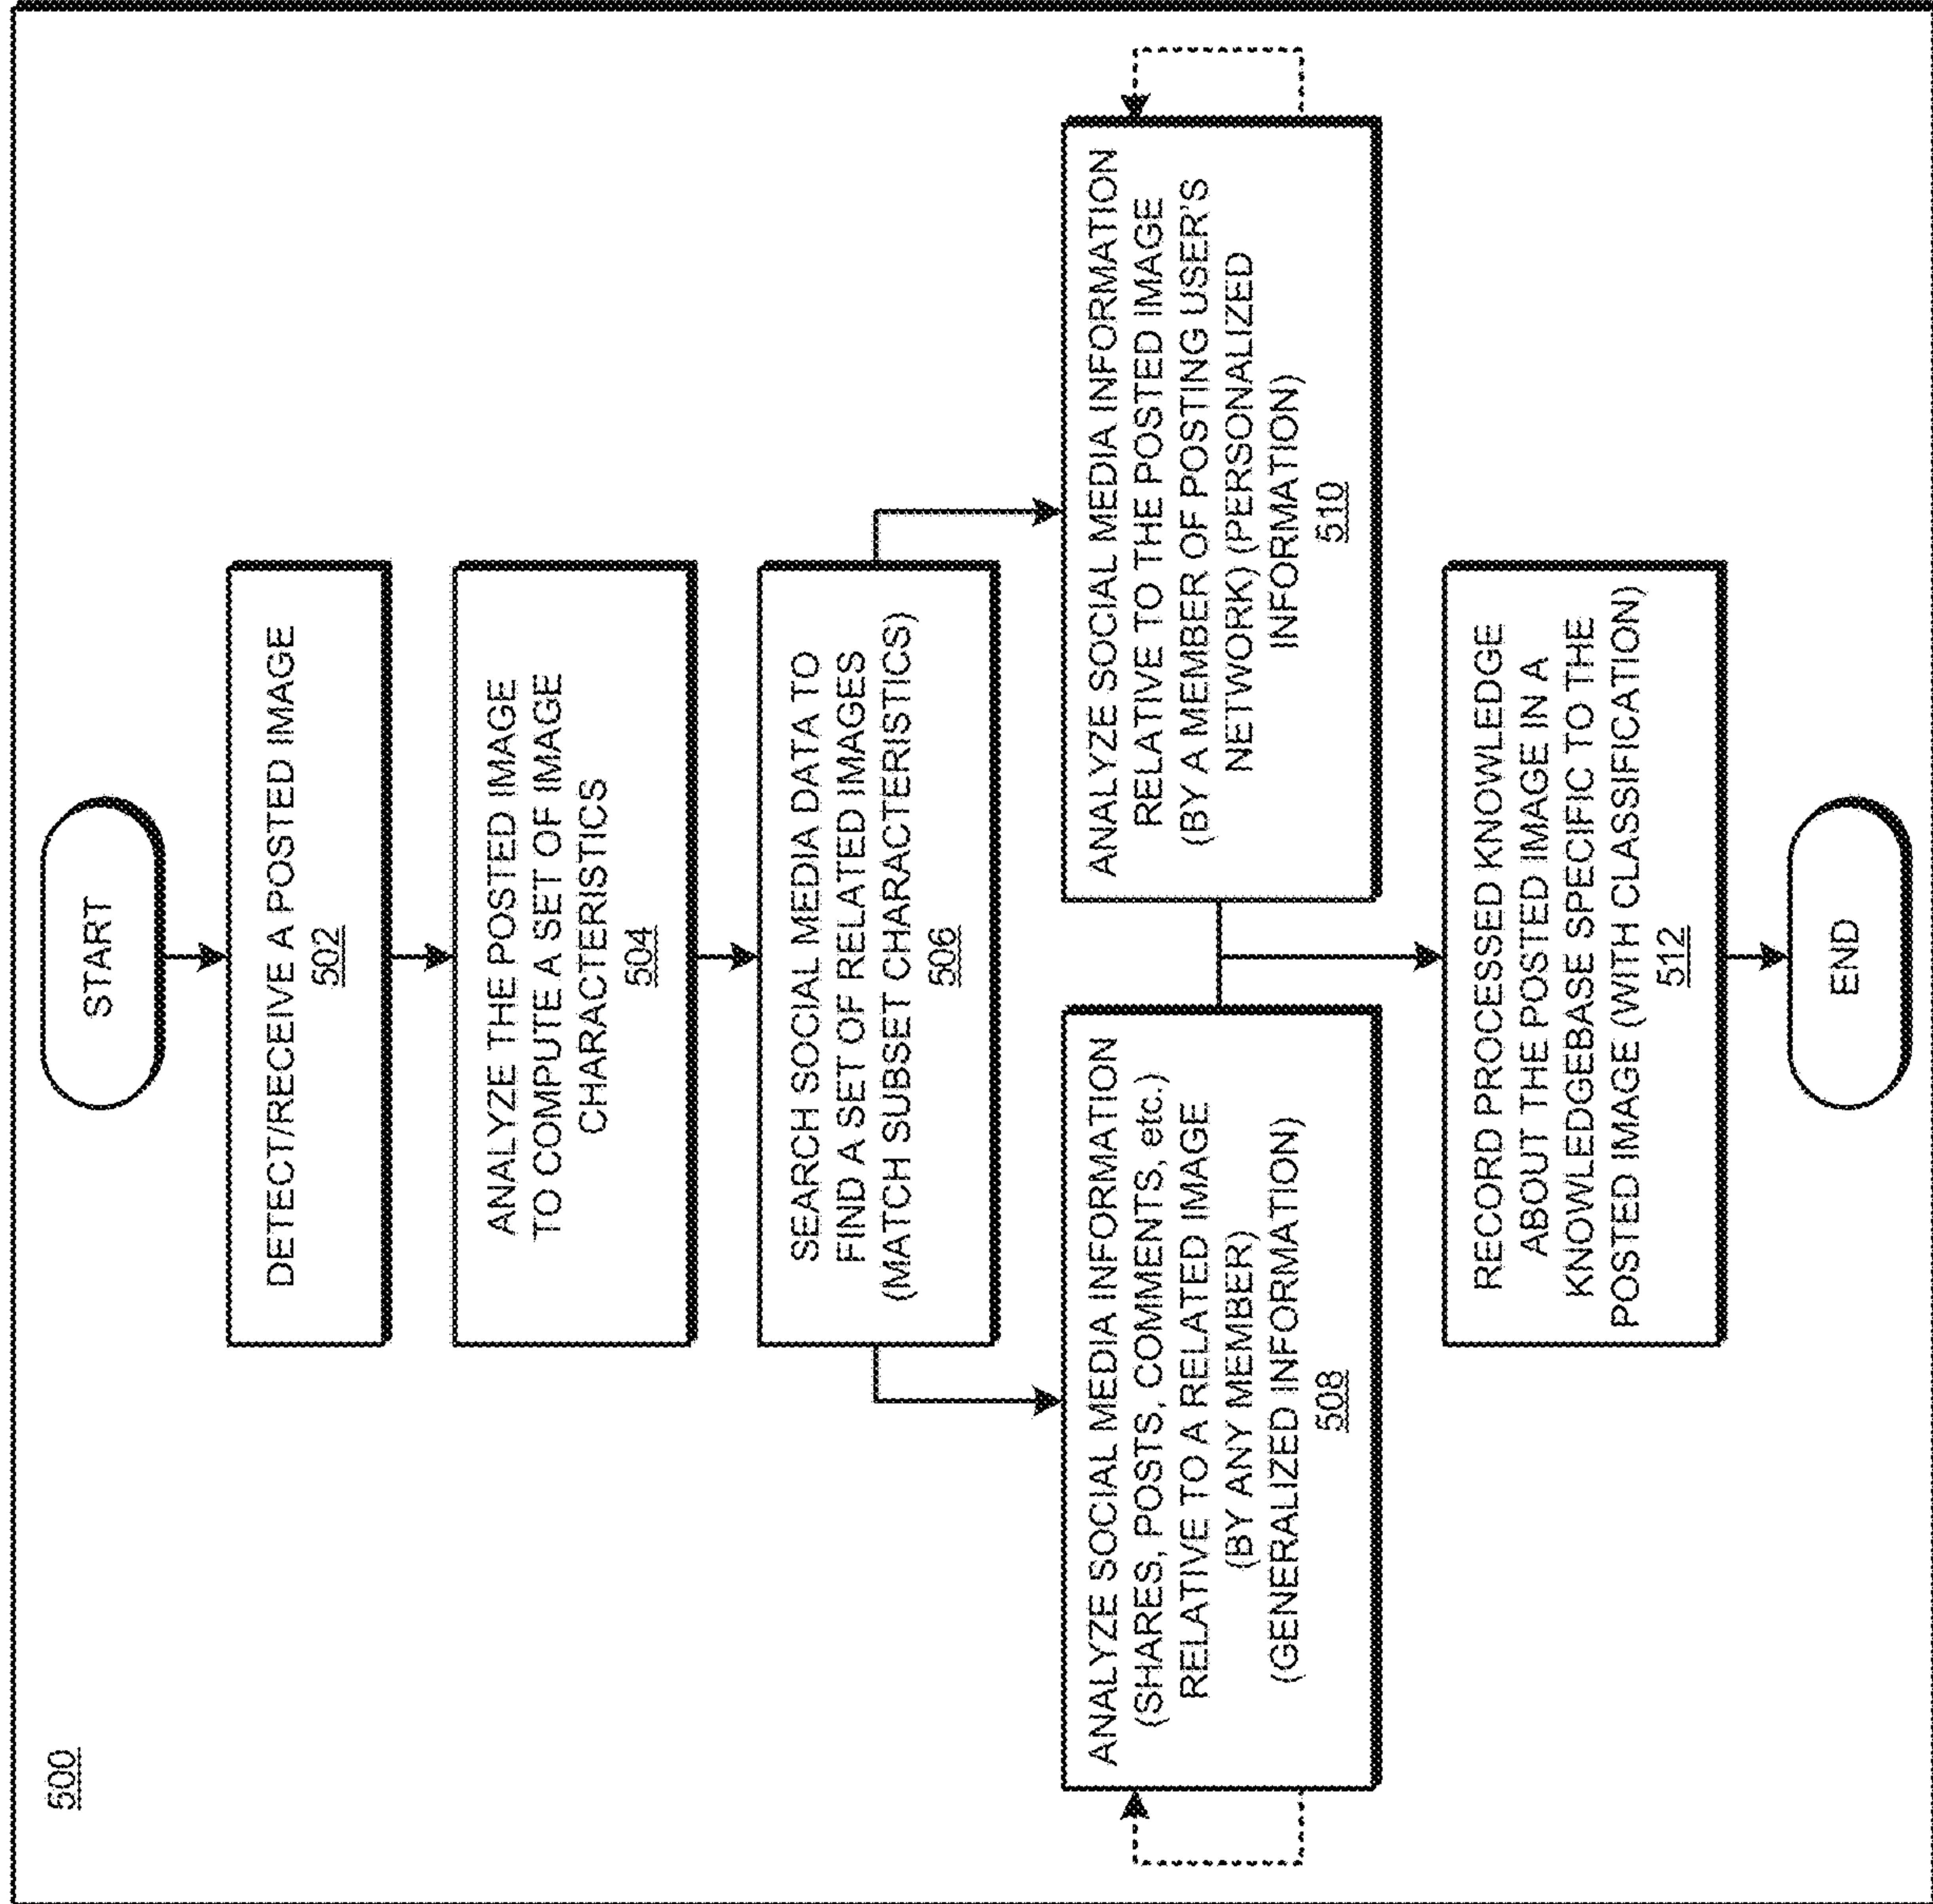 500
START
DETECT/RECEIVE A POSTED IMAGE
502
ANALYZE THE POSTED IMAGE
TO COMPUTE A SET OF IMAGE
CHARACTERISTICS
504
SEARCH SOCIAL MEDIA DATA TO
FIND A SET OF RELATED IMAGES
(MATCH SUBSET CHARACTERISTICS)
506
ANALYZE SOCIAL MEDIA INFORMATION
(SHARES, POSTS, COMMENTS, etc.)
RELATIVE TO A RELATED IMAGE
(BY ANY MEMBER)
(GENERALIZED INFORMATION)
508
ANALYZE SOCIAL MEDIA INFORMATION
RELATIVE TO THE POSTED IMAGE
(BY A MEMBER OF POSTING USER'S
NETWORK) (PERSONALIZED
INFORMATION)
510
RECORD PROCESSED KNOWLEDGE
ABOUT THE POSTED IMAGE IN A
KNOWLEDGEBASE SPECIFIC TO THE
POSTED IMAGE (WITH CLASSIFICATION)
512
END